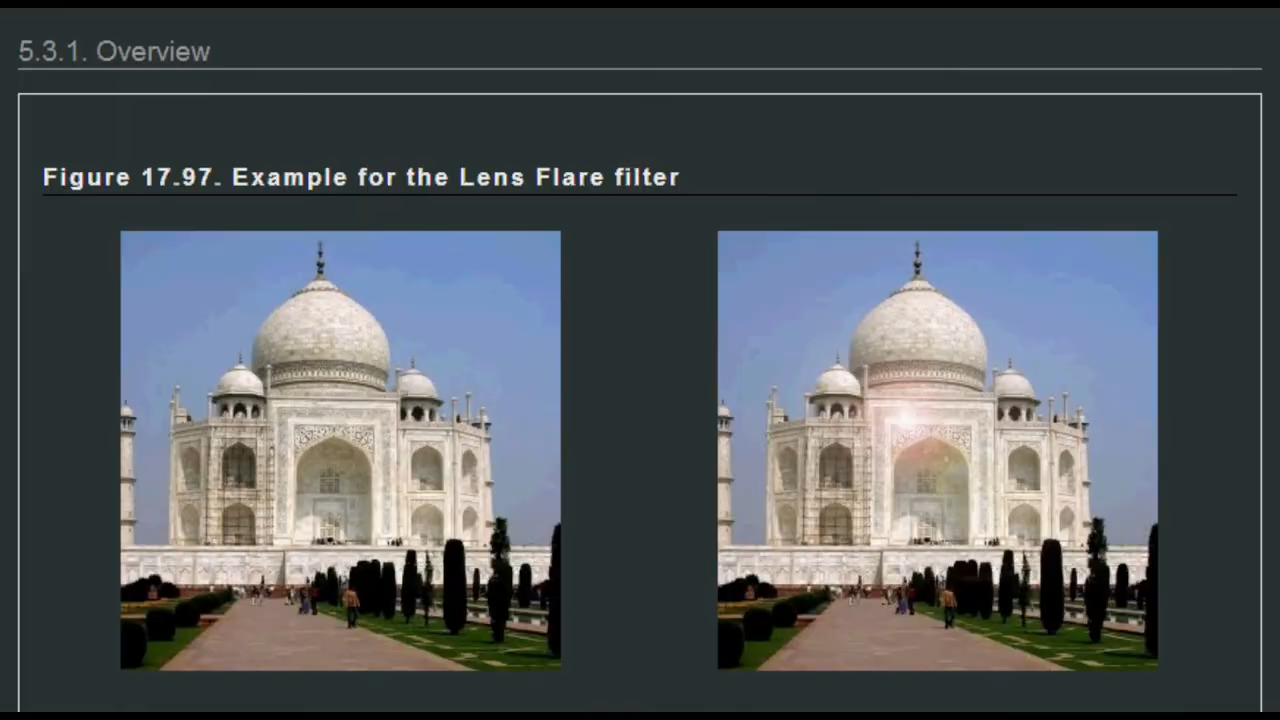 5.3.1. Overview
Figure 17.97. Example for the Lens Flare filter